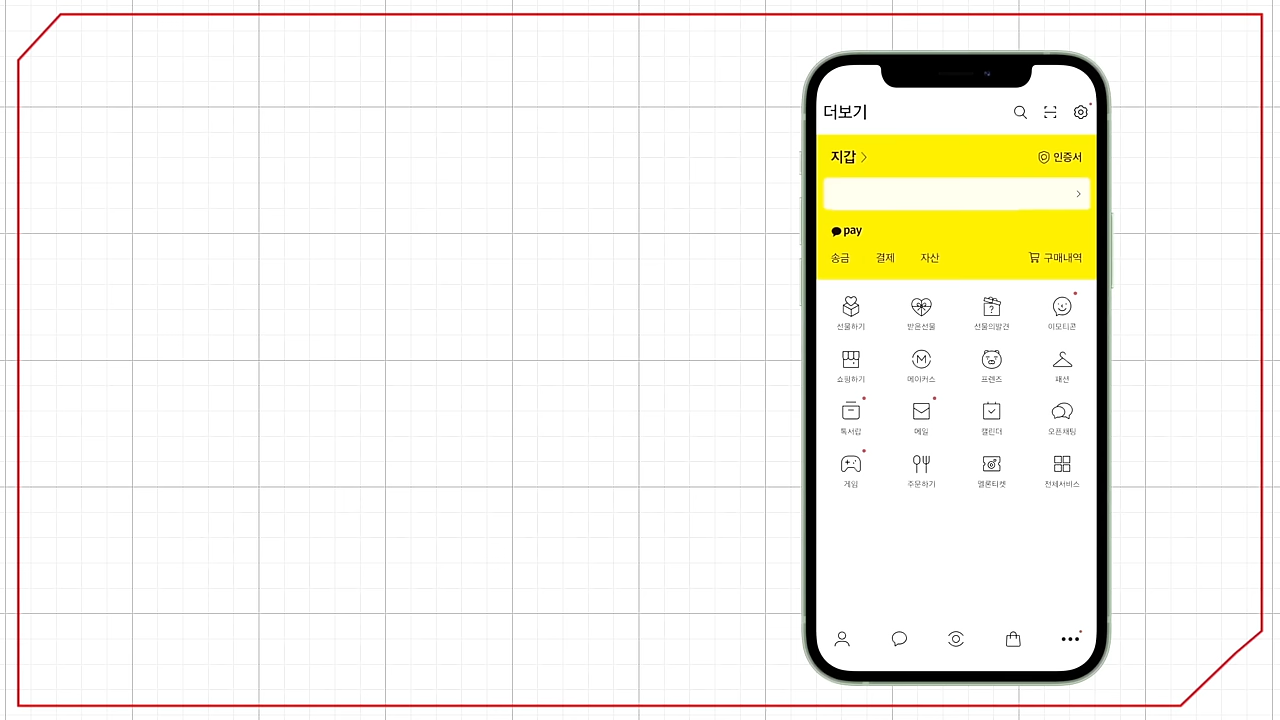 더보기
지갑 인증서
pay
송금 결제 자산 구매내역
선물하기 받은선물 선물의발견 이모티콘
쇼핑하기 메이커스 프렌즈 패션
톡서랍 메일 캘린더 오픈채팅
게임 주문하기 멜론티켓 전체서비스